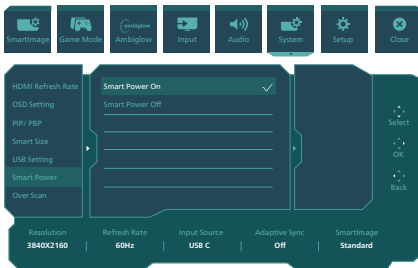 ambiglow
SmartImage Game Mode Ambiglow Input Audio System Setup Close
HDMI Refresh Rate
OSD Setting
PIP/ PBP
Smart Size
USB Setting
Smart Power
Over Scan
Smart Power On
Smart Power Off
Select
OK
Back
Resolution Refresh Rate Input Source Adaptive Sync SmartImage
3840X2160 60Hz USB C Off Standard